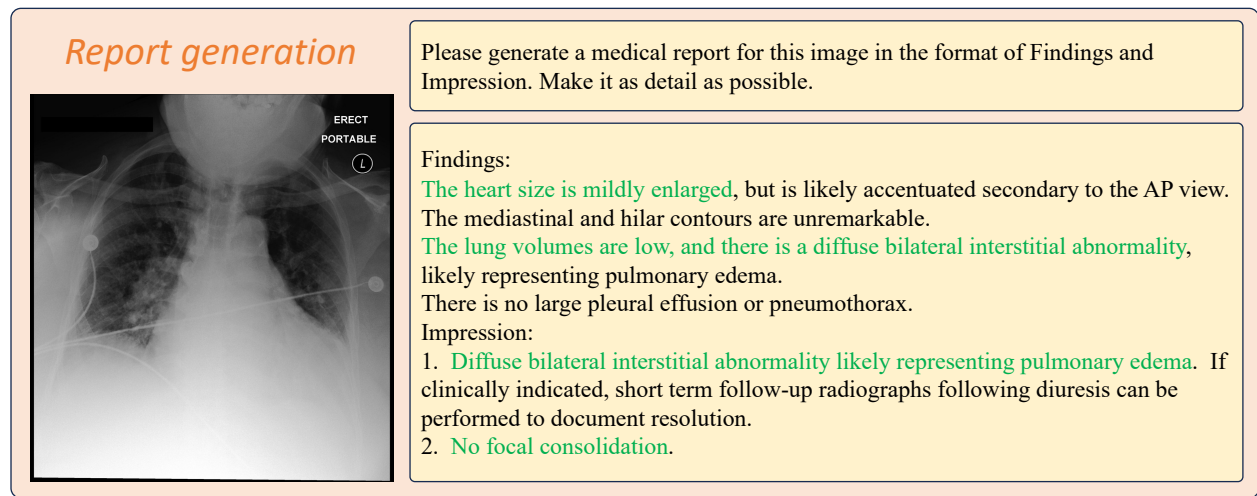 Report generation
ERECT
PORTABLE
L
Please generate a medical report for this image in the format of Findings and
Impression. Make it as detail as possible.
Findings:
The heart size is mildly enlarged, but is likely accentuated secondary to the AP view.
The mediastinal and hilar contours are unremarkable.
The lung volumes are low, and there is a diffuse bilateral interstitial abnormality,
likely representing pulmonary edema.
There is no large pleural effusion or pneumothorax.
Impression:
1. Diffuse bilateral interstitial abnormality likely representing pulmonary edema. If
clinically indicated, short term follow-up radiographs following diuresis can be
performed to document resolution.
2. No focal consolidation.